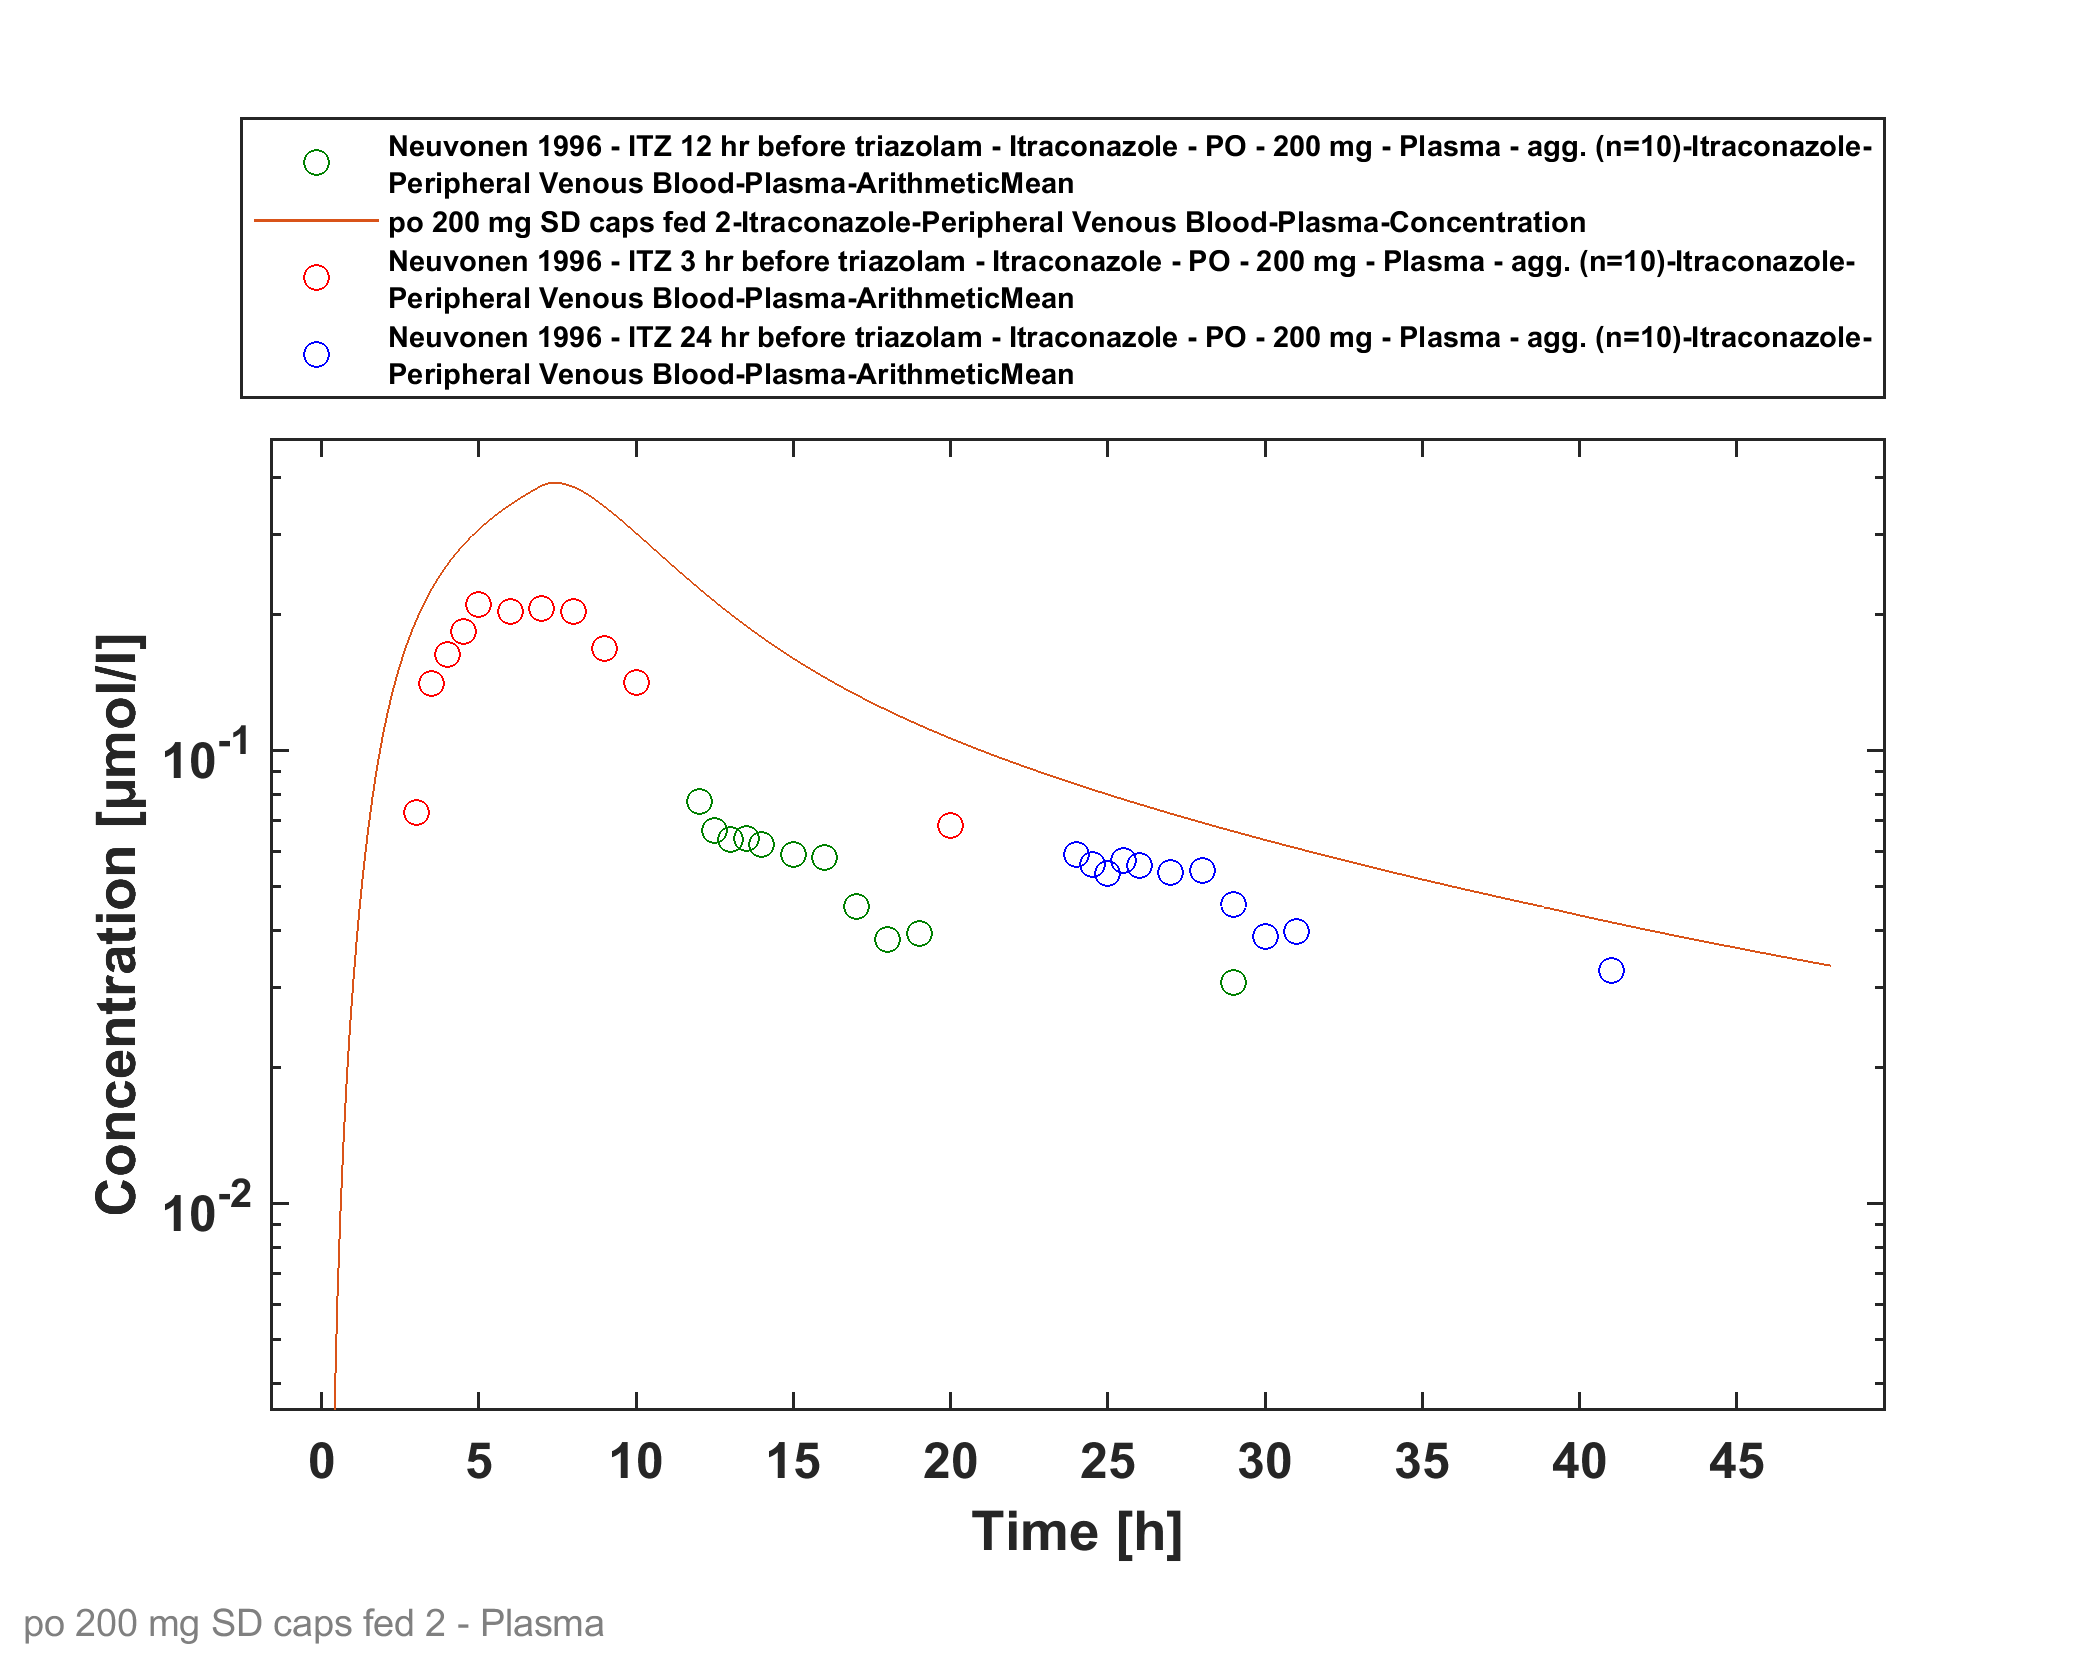 Neuvonen 1996 - ITZ 12 hr before triazolam - Itraconazole - PO - 200 mg - Plasma - agg. (n=10)-Itraconazole-
Peripheral Venous Blood-Plasma-ArithmeticMean
po 200 mg SD caps fed 2-Itraconazole-Peripheral Venous Blood-Plasma-Concentration
Neuvonen 1996 - ITZ 3 hr before triazolam - Itraconazole - PO - 200 mg - Plasma - agg. (n=10)-Itraconazole-
Peripheral Venous Blood-Plasma-ArithmeticMean
Neuvonen 1996 - ITZ 24 hr before triazolam - Itraconazole - PO - 200 mg - Plasma - agg. (n=10)-Itraconazole-
Peripheral Venous Blood-Plasma-ArithmeticMean
Concentration [µmol/l]
10^-1
10^-2
0 5 10 15 20 25 30 35 40 45
Time [h]
po 200 mg SD caps fed 2 - Plasma